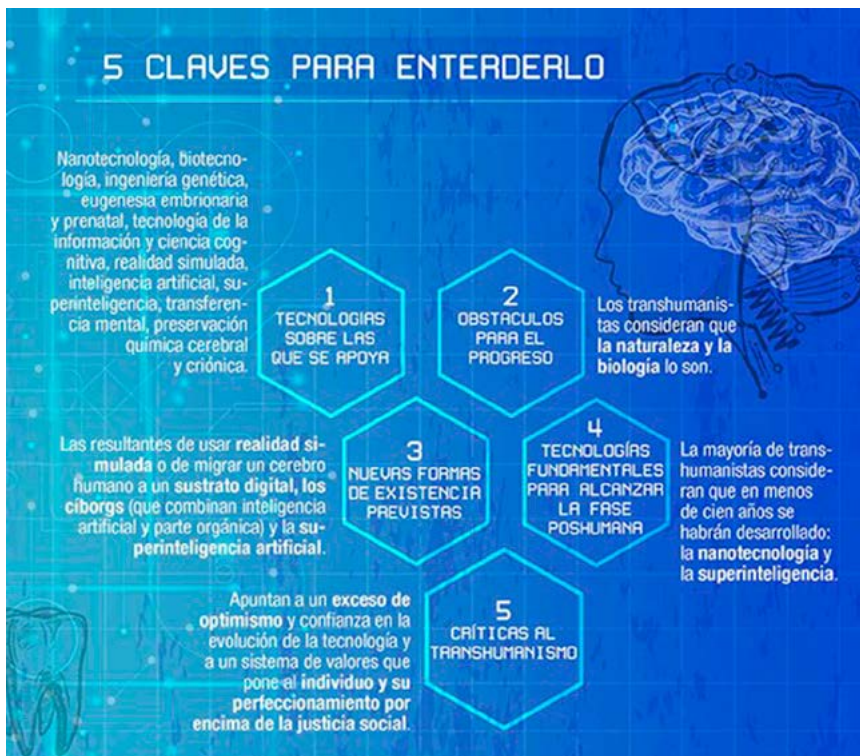 5 CLAVES PARA ENTERDERLO
Nanotecnología, biotecno-
logía, ingeniería genética,
eugenesia embrionaria
y prenatal, tecnología de la
información y ciencia cog-
nitiva, realidad simulada,
inteligencia artificial, su-
perinteligencia, transferen-
cia mental, preservación
química cerebral
y criónica.
1
TECNOLOGIAS
SOBRE LAS
QUE SE APOYA
2
OBSTACULOS
PARA EL
PROGRESO
Los transhumanis-
tas consideran que
la naturaleza y la
biología lo son.
Las resultantes de usar realidad si-
mulada o de migrar un cerebro
humano a un sustrato digital, los
cíborgs (que combinan inteligencia
artificial y parte orgánica) y la su-
perinteligencia artificial.
3
NUEVAS FORMAS
DE EXISTENCIA
PREVISTAS
4
TECNOLOGÍAS
FUNDAMENTALES
PARA ALCANZAR
LA FASE
POSHUMANA
La mayoría de trans-
humanistas conside-
ran que en menos
de cien años se
habrán desarrollado:
la nanotecnología y
la superinteligencia.
Apuntan a un exceso de
optimismo y confianza en la
evolución de la tecnología y
a un sistema de valores que
pone al individuo y su
perfeccionamiento por
encima de la justicia social.
5
CRÍTICAS AL
TRANSHUMANISMO